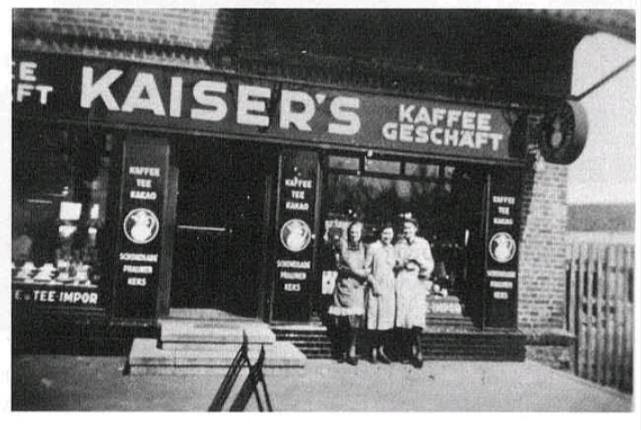 E
FT
KAISER'S
KAFFEE
GESCHÄFT
KAFFEE
TEE
KAKAO
SCHOKOLADE
PRALINEN
KEKS
KAFFEE
TEE
KAKAO
SCHOKOLADE
PRALINEN
KEKS
KAFFEE
TEE
KAKAO
SCHOKOLADE
PRALINEN
KEKS
E. TEE-IMPOR
IMPOR